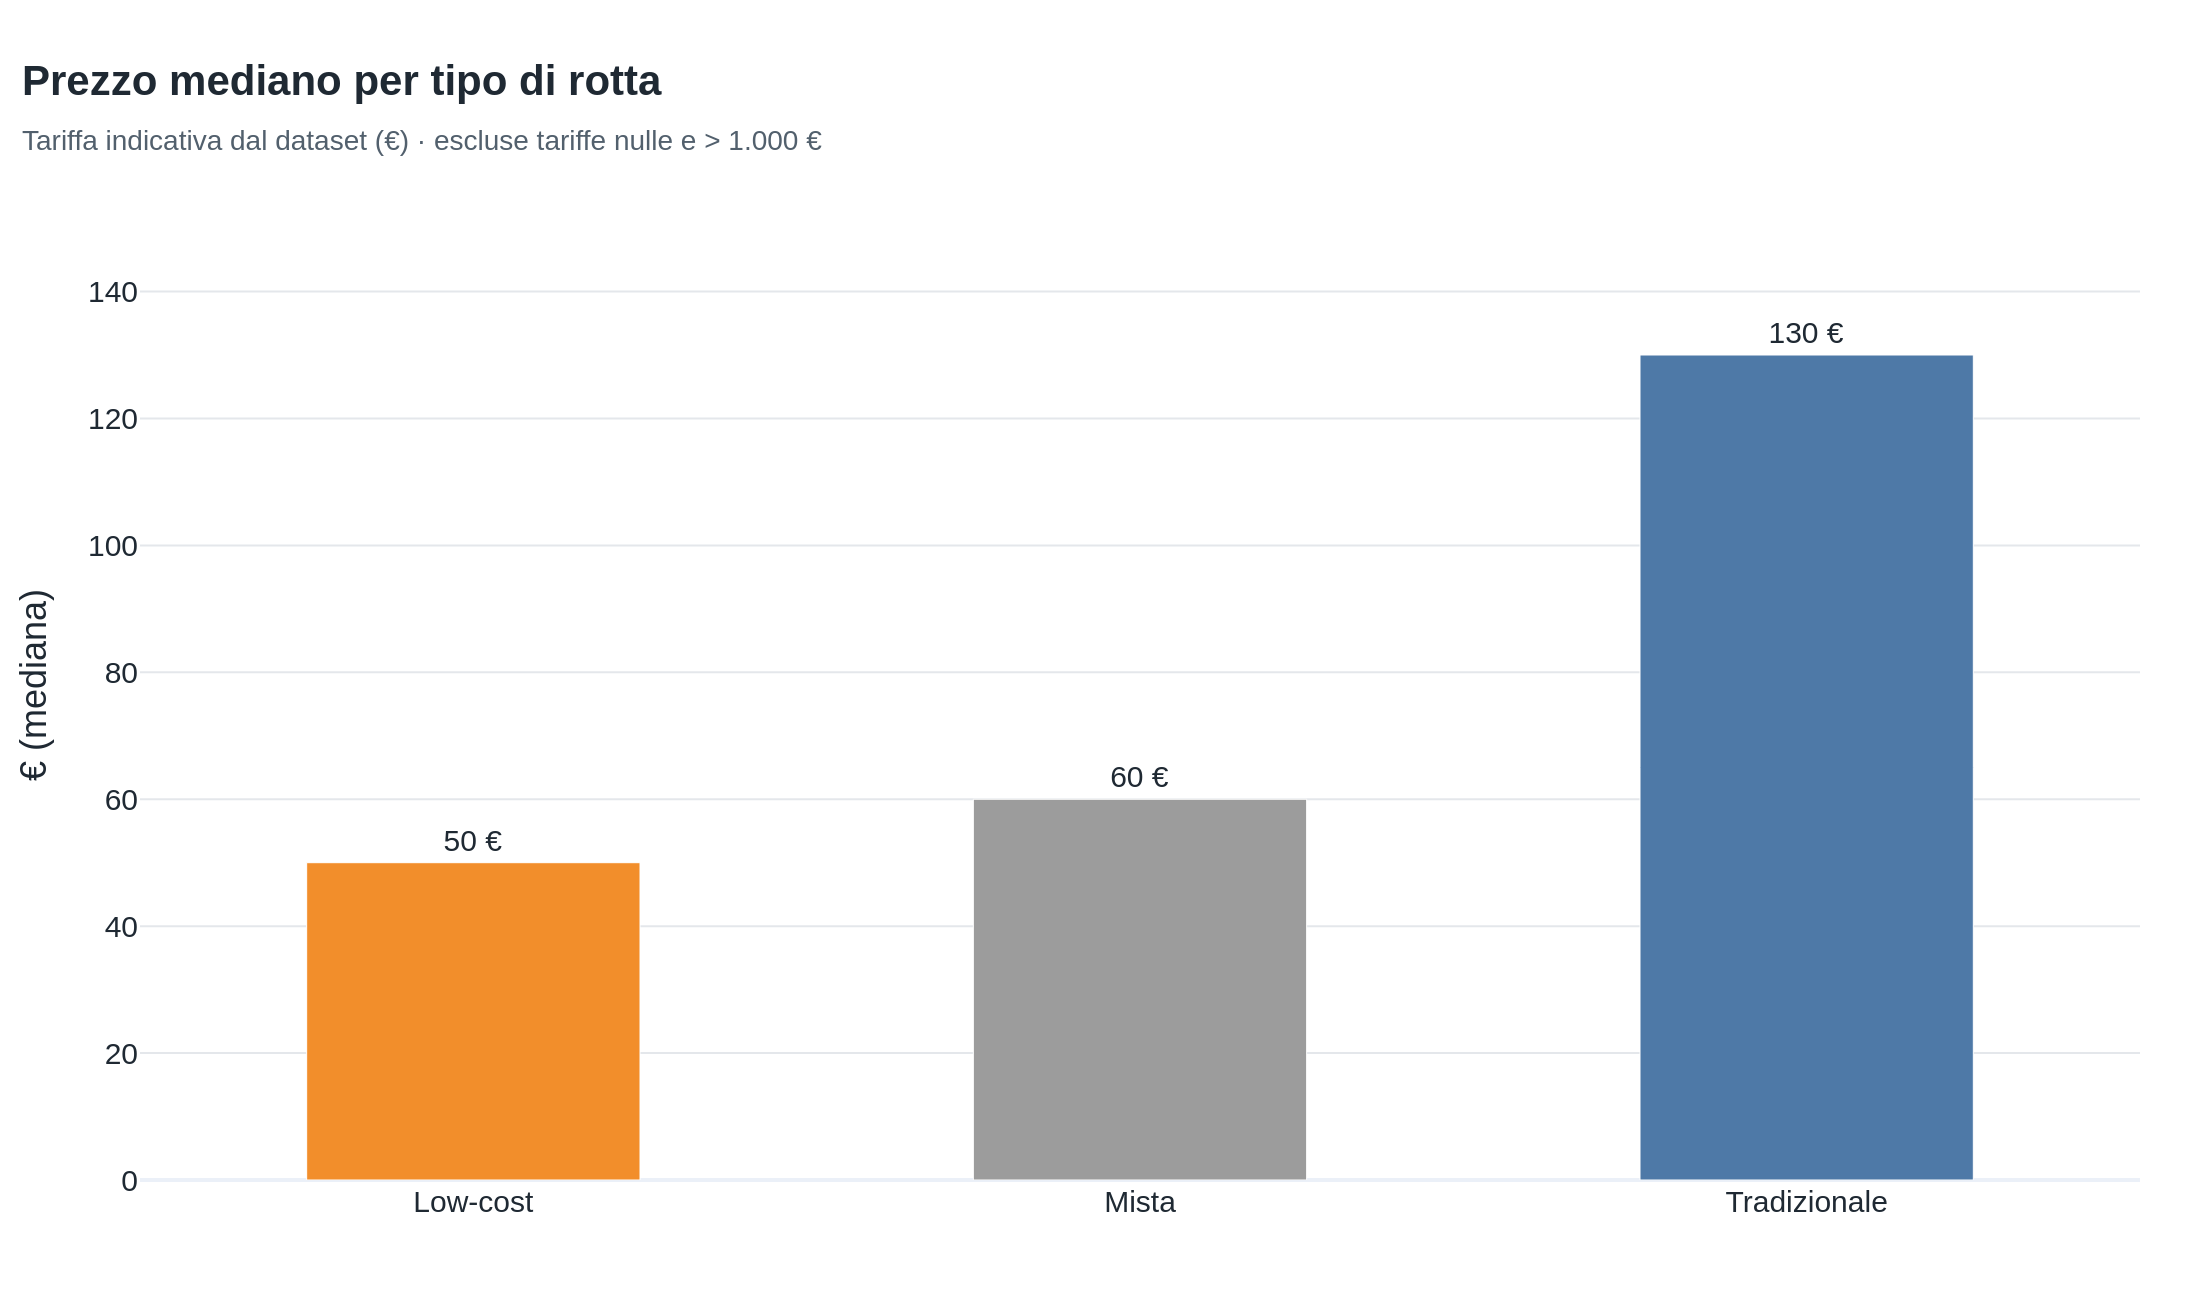 Prezzo mediano per tipo di rotta
Tariffa indicativa dal dataset (€) · escluse tariffe nulle e > 1.000 €
€ (mediana)
140
120
100
80
60
40
20
0
50 €
60 €
130 €
Low-cost
Mista
Tradizionale